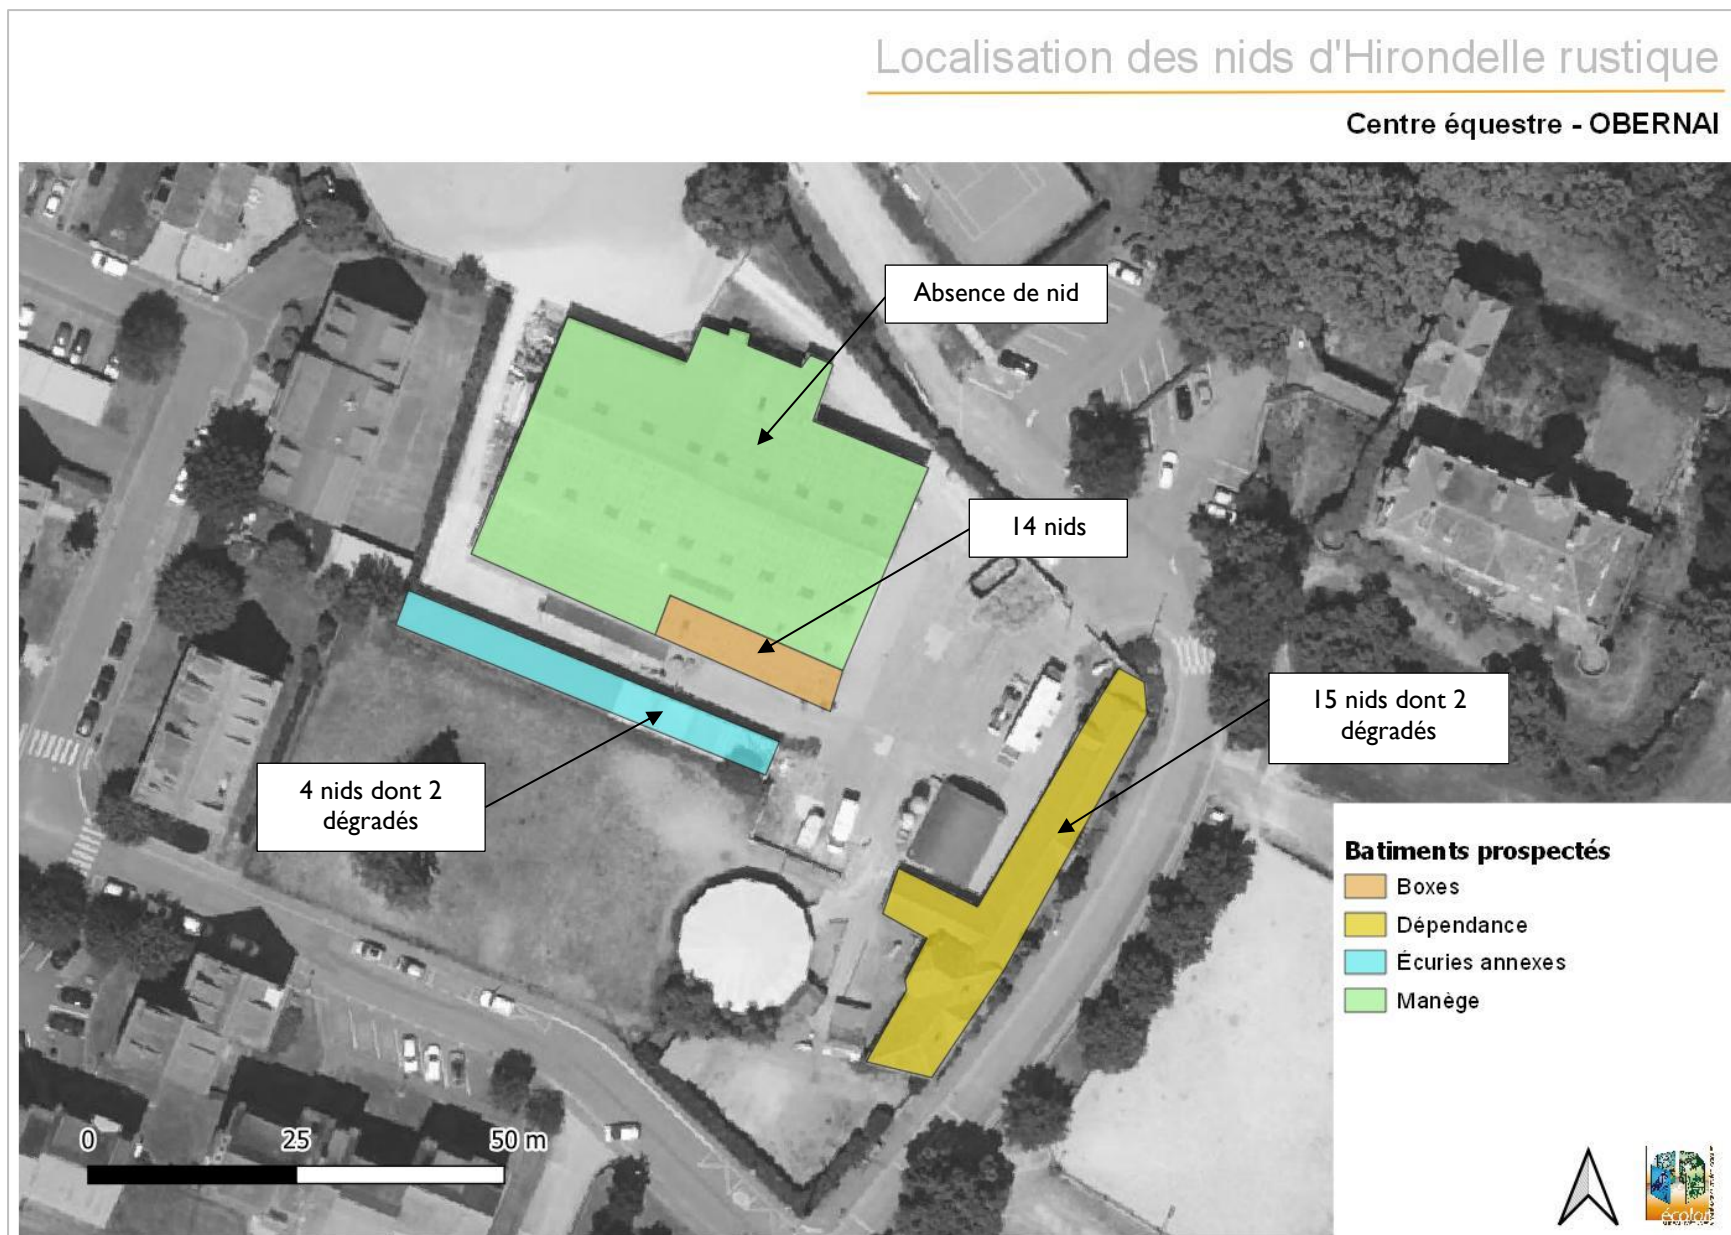 Localisation des nids d'Hirondelle rustique
Centre équestre - OBERNAI
Absence de nid
14 nids
15 nids dont 2
dégradés
4 nids dont 2
dégradés
Batiments prospectés
Boxes
Dépendance
Écuries annexes
Manège
0 25 50 m